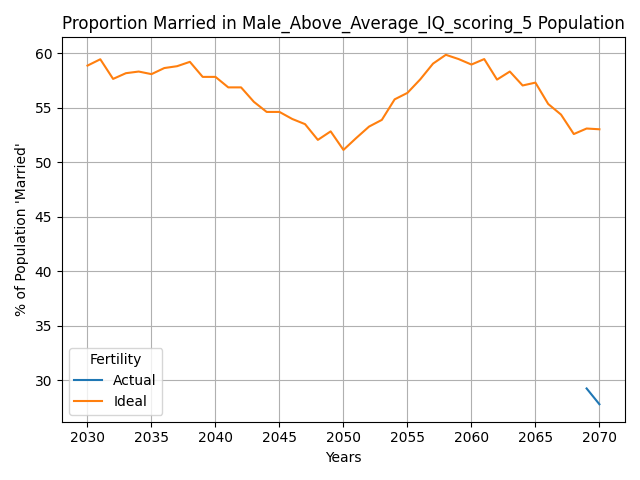 Proportion Married in Male_Above_Average_IQ_scoring_5 Population
% of Population 'Married'
60
55
50
45
40
35
30
Fertility
Actual
Ideal
2030 2035 2040 2045 2050 2055 2060 2065 2070
Years